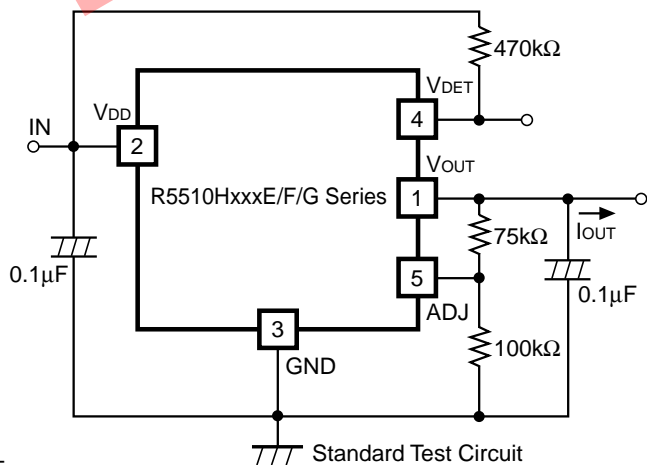 470kΩ
VDET
VDD
IN
4
2
VOUT
R5510HxxxE/F/G Series
1
IOUT
75kΩ
5
0.1μF
0.1μF
ADJ
3
100kΩ
GND
Standard Test Circuit